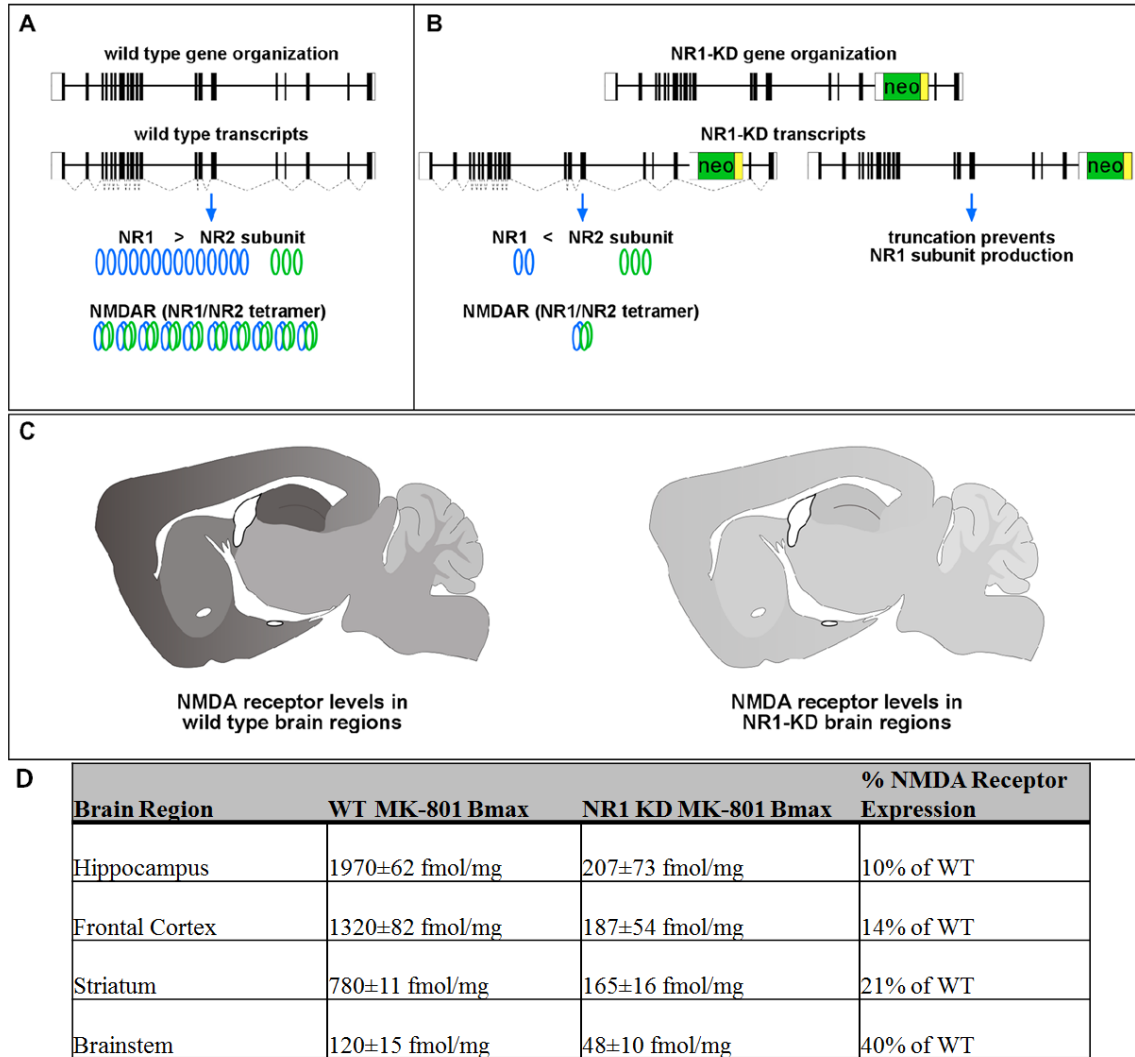 A
wild type gene organization
wild type transcripts
NR1 > NR2 subunit
NMDAR (NR1/NR2 tetramer)
B
NR1-KD gene organization
neo
NR1-KD transcripts
neo
neo
NR1 < NR2 subunit
NMDAR (NR1/NR2 tetramer)
truncation prevents
NR1 subunit production
C
NMDA receptor levels in
wild type brain regions
NMDA receptor levels in
NR1-KD brain regions
D
Brain Region WT MK-801 Bmax NR1 KD MK-801 Bmax % NMDA Receptor Expression
Hippocampus 1970±62 fmol/mg 207±73 fmol/mg 10% of WT
Frontal Cortex 1320±82 fmol/mg 187±54 fmol/mg 14% of WT
Striatum 780±11 fmol/mg 165±16 fmol/mg 21% of WT
Brainstem 120±15 fmol/mg 48±10 fmol/mg 40% of WT